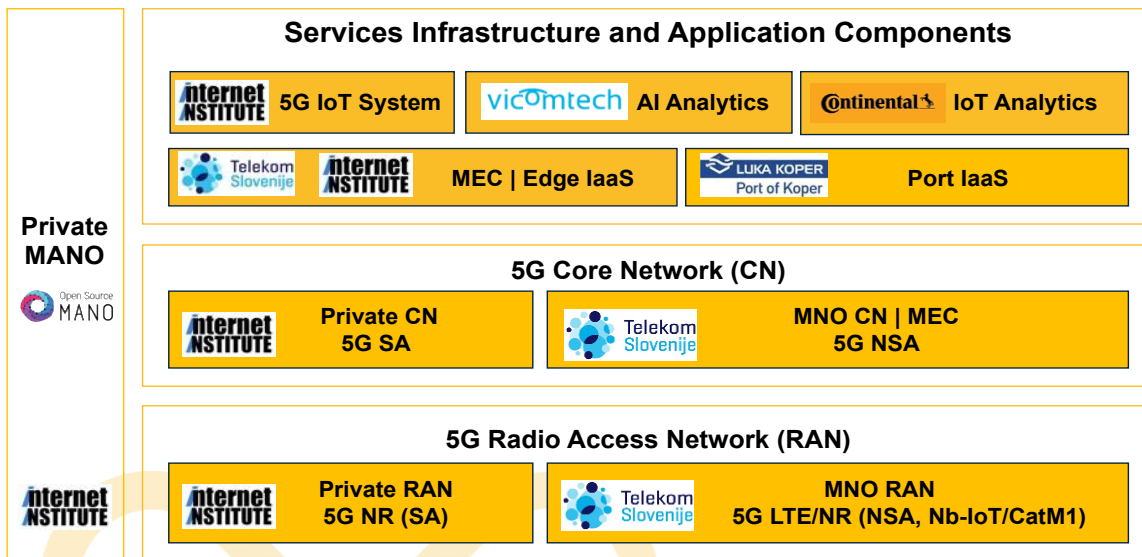 Services Infrastructure and Application Components
internet
INSTITUTE
5G IoT System
vicomtech
AI Analytics
Continental
IoT Analytics
Telekom
Slovenije
internet
INSTITUTE
MEC | Edge IaaS
LUKA KOPER
Port of Koper
Port IaaS
Private
MANO
Open Source
MANO
5G Core Network (CN)
internet
INSTITUTE
Private CN
5G SA
Telekom
Slovenije
MNO CN | MEC
5G NSA
5G Radio Access Network (RAN)
internet
INSTITUTE
internet
INSTITUTE
Private RAN
5G NR (SA)
Telekom
Slovenije
MNO RAN
5G LTE/NR (NSA, Nb-IoT/CatM1)